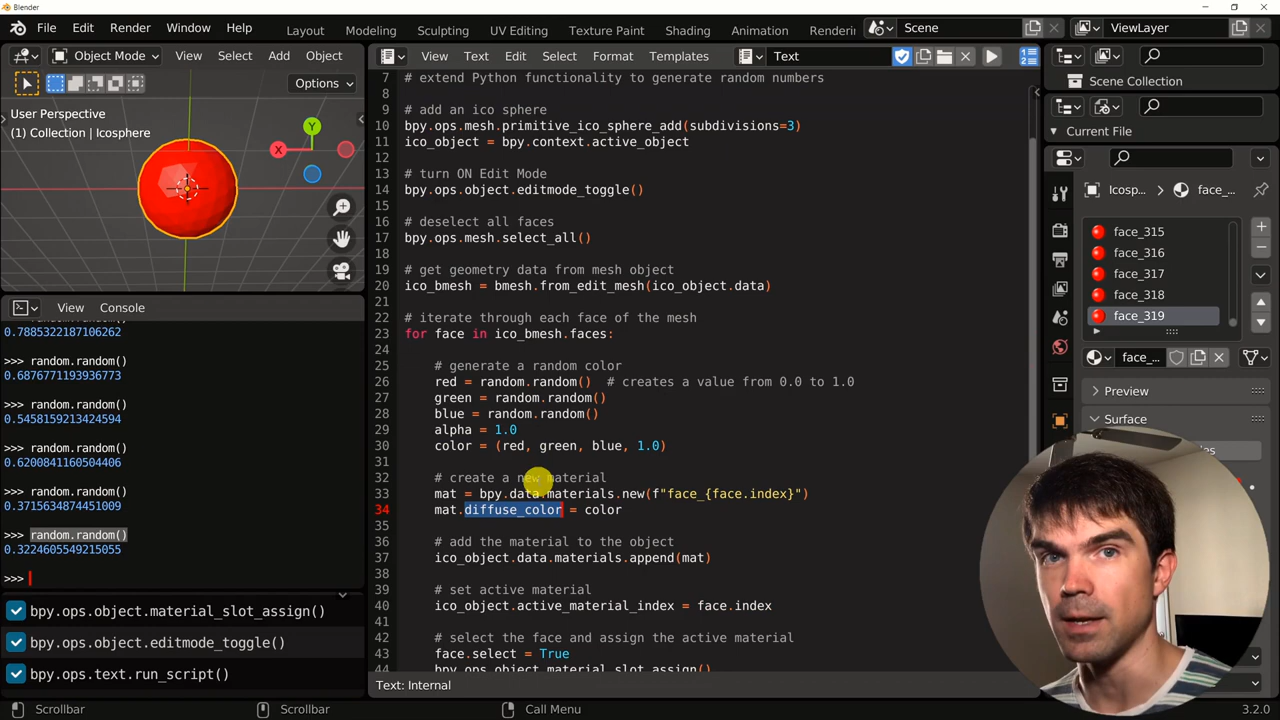 Blender
File Edit Render Window Help Layout Modeling Sculpting UV Editing Texture Paint Shading Animation Renderin Scene ViewLayer
Object Mode View Select Add Object
View Text Edit Select Format Templates Text
Options
User Perspective
(1) Collection | Icosphere
Y
X
View Console
0.7885322187106262
>>> random.random()
0.6876771193936773
>>> random.random()
0.5458159213424594
>>> random.random()
0.6200841160504406
>>> random.random()
0.3715634874451009
>>> random.random()
0.3224605549215055
>>>
bpy.ops.object.material_slot_assign()
bpy.ops.object.editmode_toggle()
bpy.ops.text.run_script()
7 # extend Python functionality to generate random numbers
8
9 # add an ico sphere
10 bpy.ops.mesh.primitive_ico_sphere_add(subdivisions=3)
11 ico_object = bpy.context.active_object
12
13 # turn ON Edit Mode
14 bpy.ops.object.editmode_toggle()
15
16 # deselect all faces
17 bpy.ops.mesh.select_all()
18
19 # get geometry data from mesh object
20 ico_bmesh = bmesh.from_edit_mesh(ico_object.data)
21
22 # iterate through each face of the mesh
23 for face in ico_bmesh.faces:
24
25 # generate a random color
26 red = random.random() # creates a value from 0.0 to 1.0
27 green = random.random()
28 blue = random.random()
29 alpha = 1.0
30 color = (red, green, blue, 1.0)
31
32 # create a new material
33 mat = bpy.data.materials.new(f"face_{face.index}")
34 mat.diffuse_color = color
35
36 # add the material to the object
37 ico_object.data.materials.append(mat)
38
39 # set active material
40 ico_object.active_material_index = face.index
41
42 # select the face and assign the active material
43 face.select = True
44 bpy.ops.object.material_slot_assign()
Text: Internal
Scene Collection
Current File
Icosp... face_...
face_315
face_316
face_317
face_318
face_319
face_...
Preview
Surface
Scrollbar Scrollbar Call Menu 3.2.0